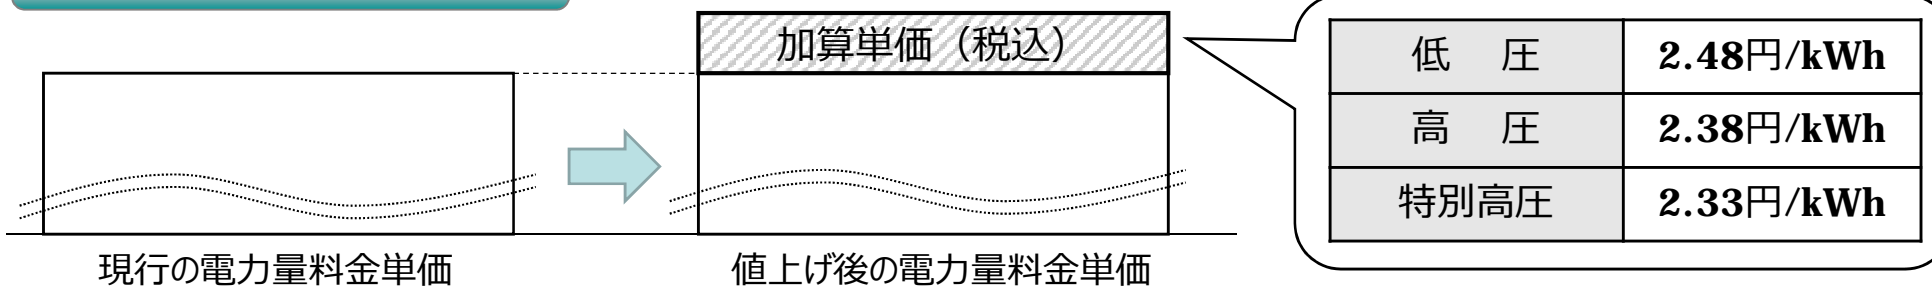 加算単価（税込）
低　圧 2.48円/kWh
高　圧 2.38円/kWh
特別高圧 2.33円/kWh
現行の電力量料金単価
値上げ後の電力量料金単価